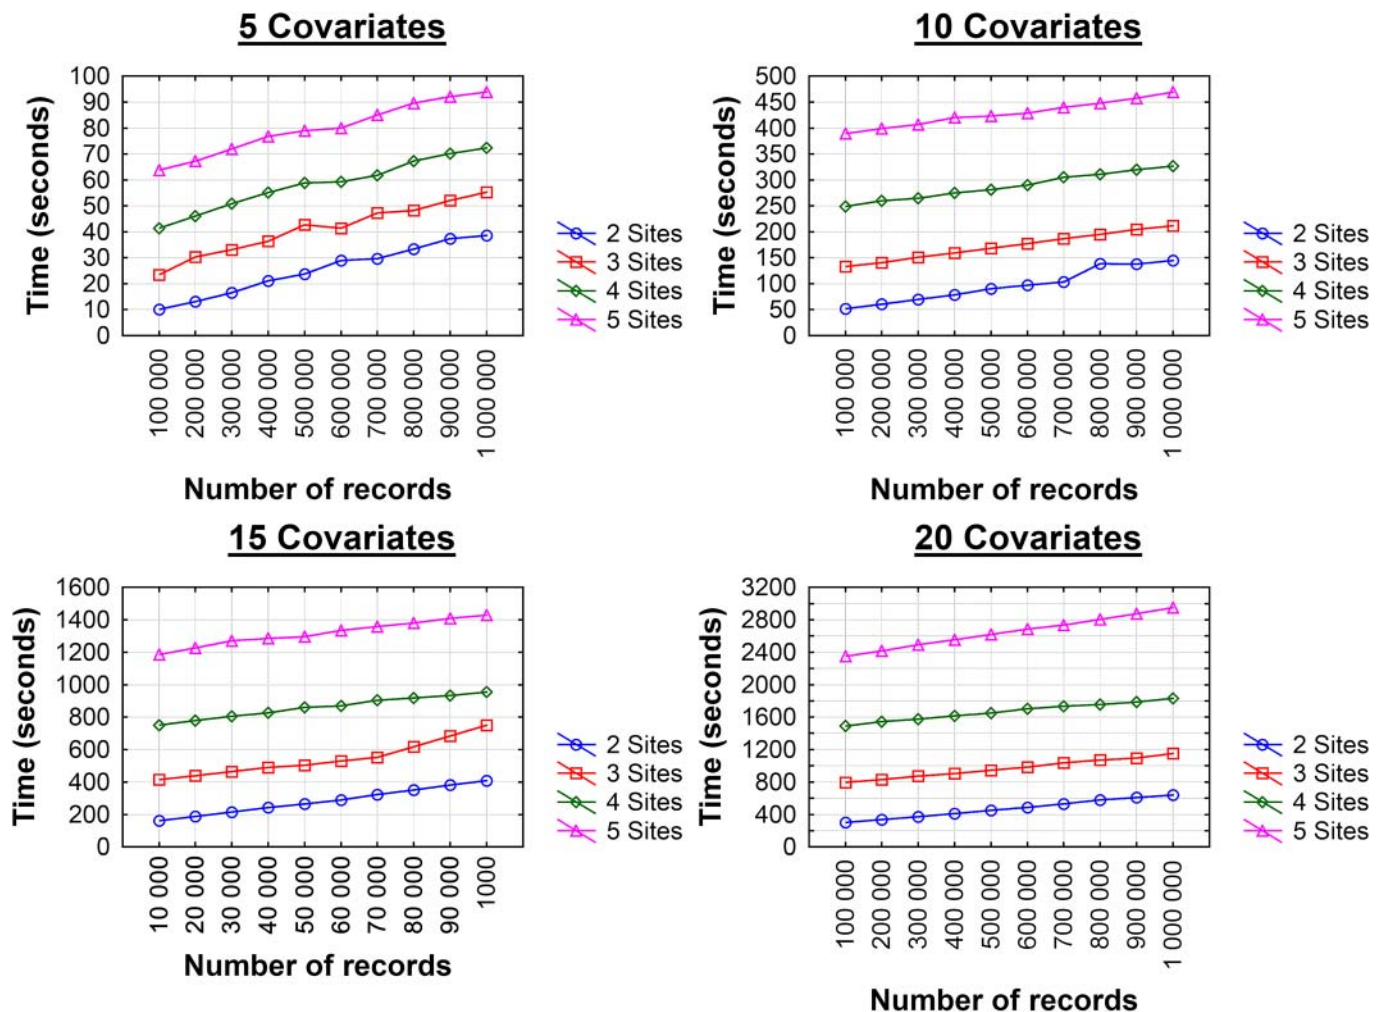 5 Covariates
100
90
80
70
60
50
40
30
20
10
0
Time (seconds)
100 000
200 000
300 000
400 000
500 000
600 000
700 000
800 000
900 000
1 000 000
Number of records
2 Sites
3 Sites
4 Sites
5 Sites
10 Covariates
500
450
400
350
300
250
200
150
100
50
0
Time (seconds)
100 000
200 000
300 000
400 000
500 000
600 000
700 000
800 000
900 000
1 000 000
Number of records
2 Sites
3 Sites
4 Sites
5 Sites
15 Covariates
1600
1400
1200
1000
800
600
400
200
0
Time (seconds)
10 000
20 000
30 000
40 000
50 000
60 000
70 000
80 000
90 000
1000
Number of records
2 Sites
3 Sites
4 Sites
5 Sites
20 Covariates
3200
2800
2400
2000
1600
1200
800
400
0
Time (seconds)
100 000
200 000
300 000
400 000
500 000
600 000
700 000
800 000
900 000
1 000 000
Number of records
2 Sites
3 Sites
4 Sites
5 Sites